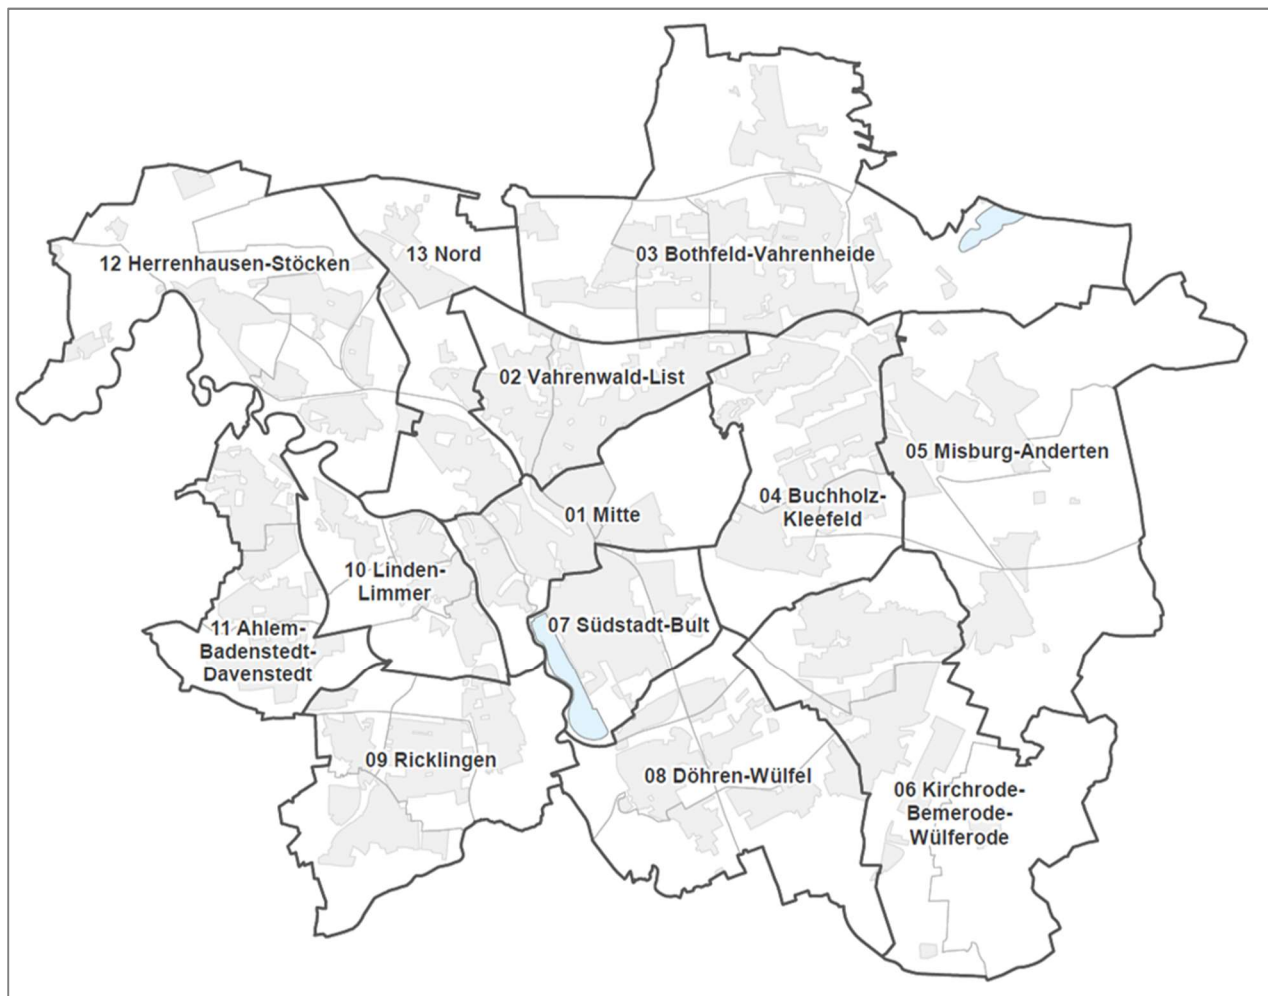 12 Herrenhausen-Stöcken
13 Nord
03 Bothfeld-Vahrenheide
02 Vahrenwald-List
05 Misburg-Anderten
04 Buchholz-
Kleefeld
01 Mitte
10 Linden-
Limmer
11 Ahlem-
Badenstedt-
Davenstedt
07 Südstadt-Bult
09 Ricklingen
08 Döhren-Wülfel
06 Kirchrode-
Bemerode-
Wülferode